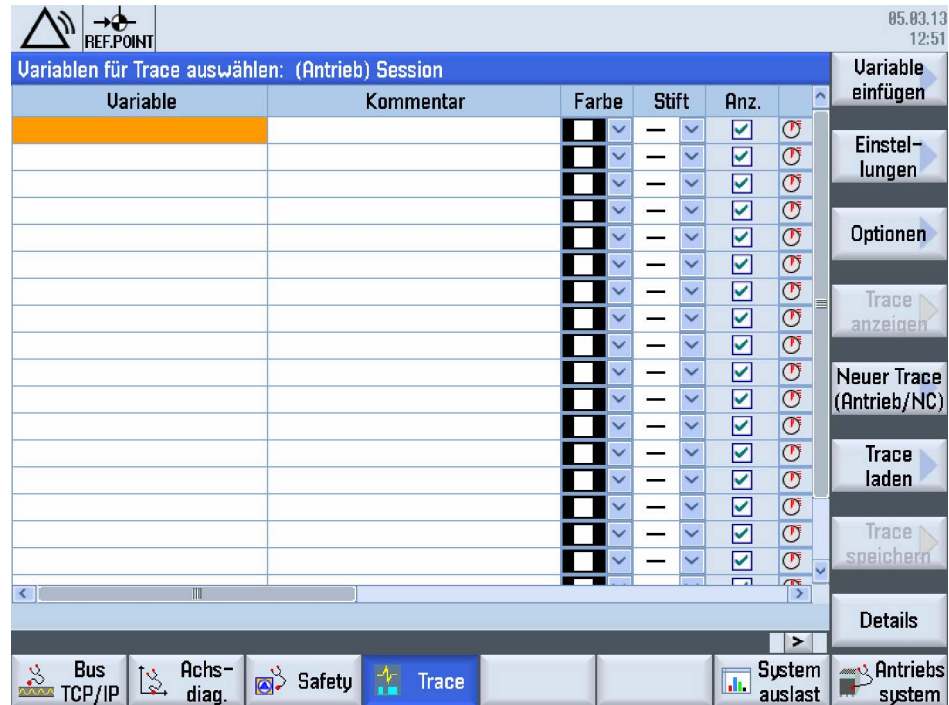 REF.POINT
05.03.13
12:51
Variablen für Trace auswählen: (Antrieb) Session
Variable Kommentar Farbe Stift Anz.
Variable
einfügen
Einstel-
lungen
Optionen
Trace
anzeigen
Neuer Trace
(Antrieb/NC)
Trace
laden
Trace
speichern
Details
>
Bus
TCP/IP
Achs-
diag.
Safety
Trace
System
auslast
Antriebs
system